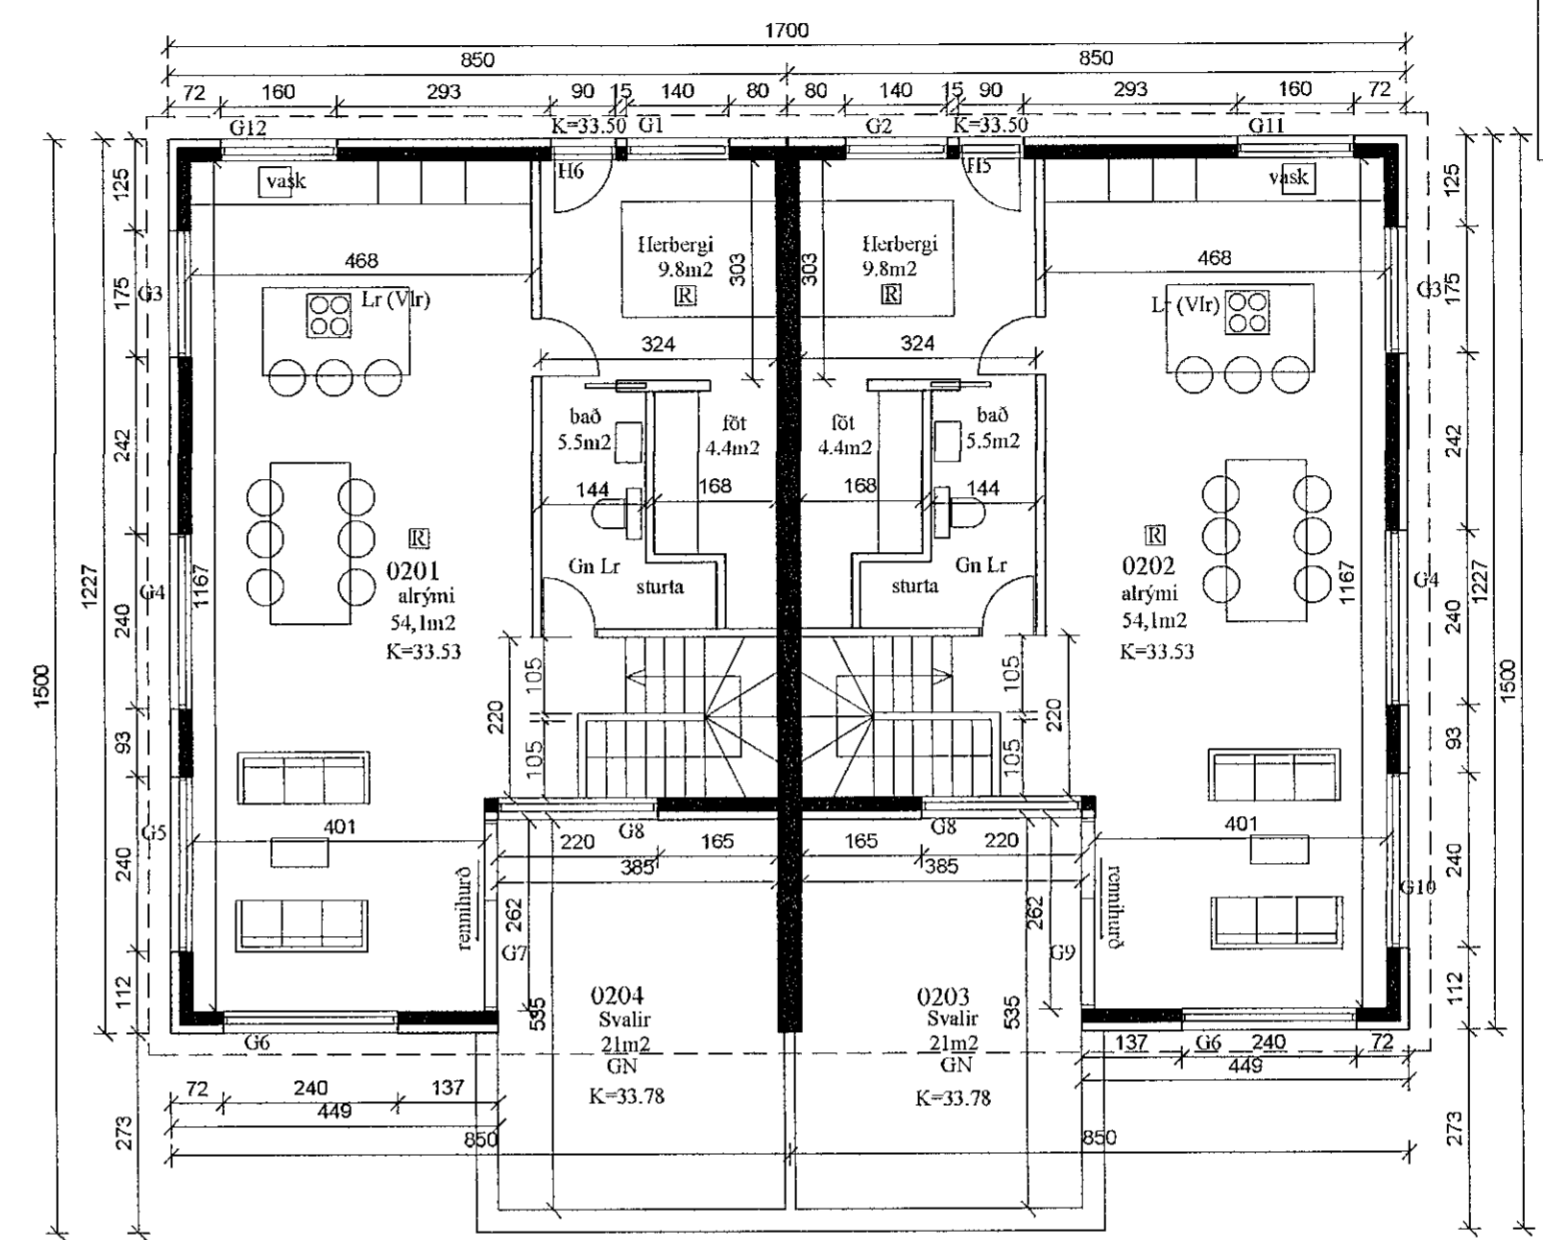 1700
850
850
72 160 293 90 15 140 80 80 140 15 90 293 160 72
G12 K=33.50 G1 G2 K=33.50 G11
vask H6 H5 vask
125
125
Herbergi
9.8m2
R
303
303
Herbergi
9.8m2
R
468
468
G3 175
G3 175
Lr (Vlr)
Lr (Vlr)
324
324
bað
5.5m2
föt
4.4m2
föt
4.4m2
bað
5.5m2
242
242
144 168 168 144
R
0201
alrými
54,1m2
K=33.53
R
0202
alrými
54,1m2
K=33.53
Gn Lr
sturta
sturta
Gn Lr
1227
G4
240
1167
1167
G4
240
1227
1500
1500
220
105
105
105
105
220
93
93
G5
240
401
401
240
G10
G8
G8
220 165 165 220
385 385
rennihurð
262
G7
262
G9
rennihurð
535
535
112
112
0204
Svalir
21m2
GN
K=33.78
0203
Svalir
21m2
GN
K=33.78
G6
137 G6 240 72
449
72 240 137
449
850
850
273
273